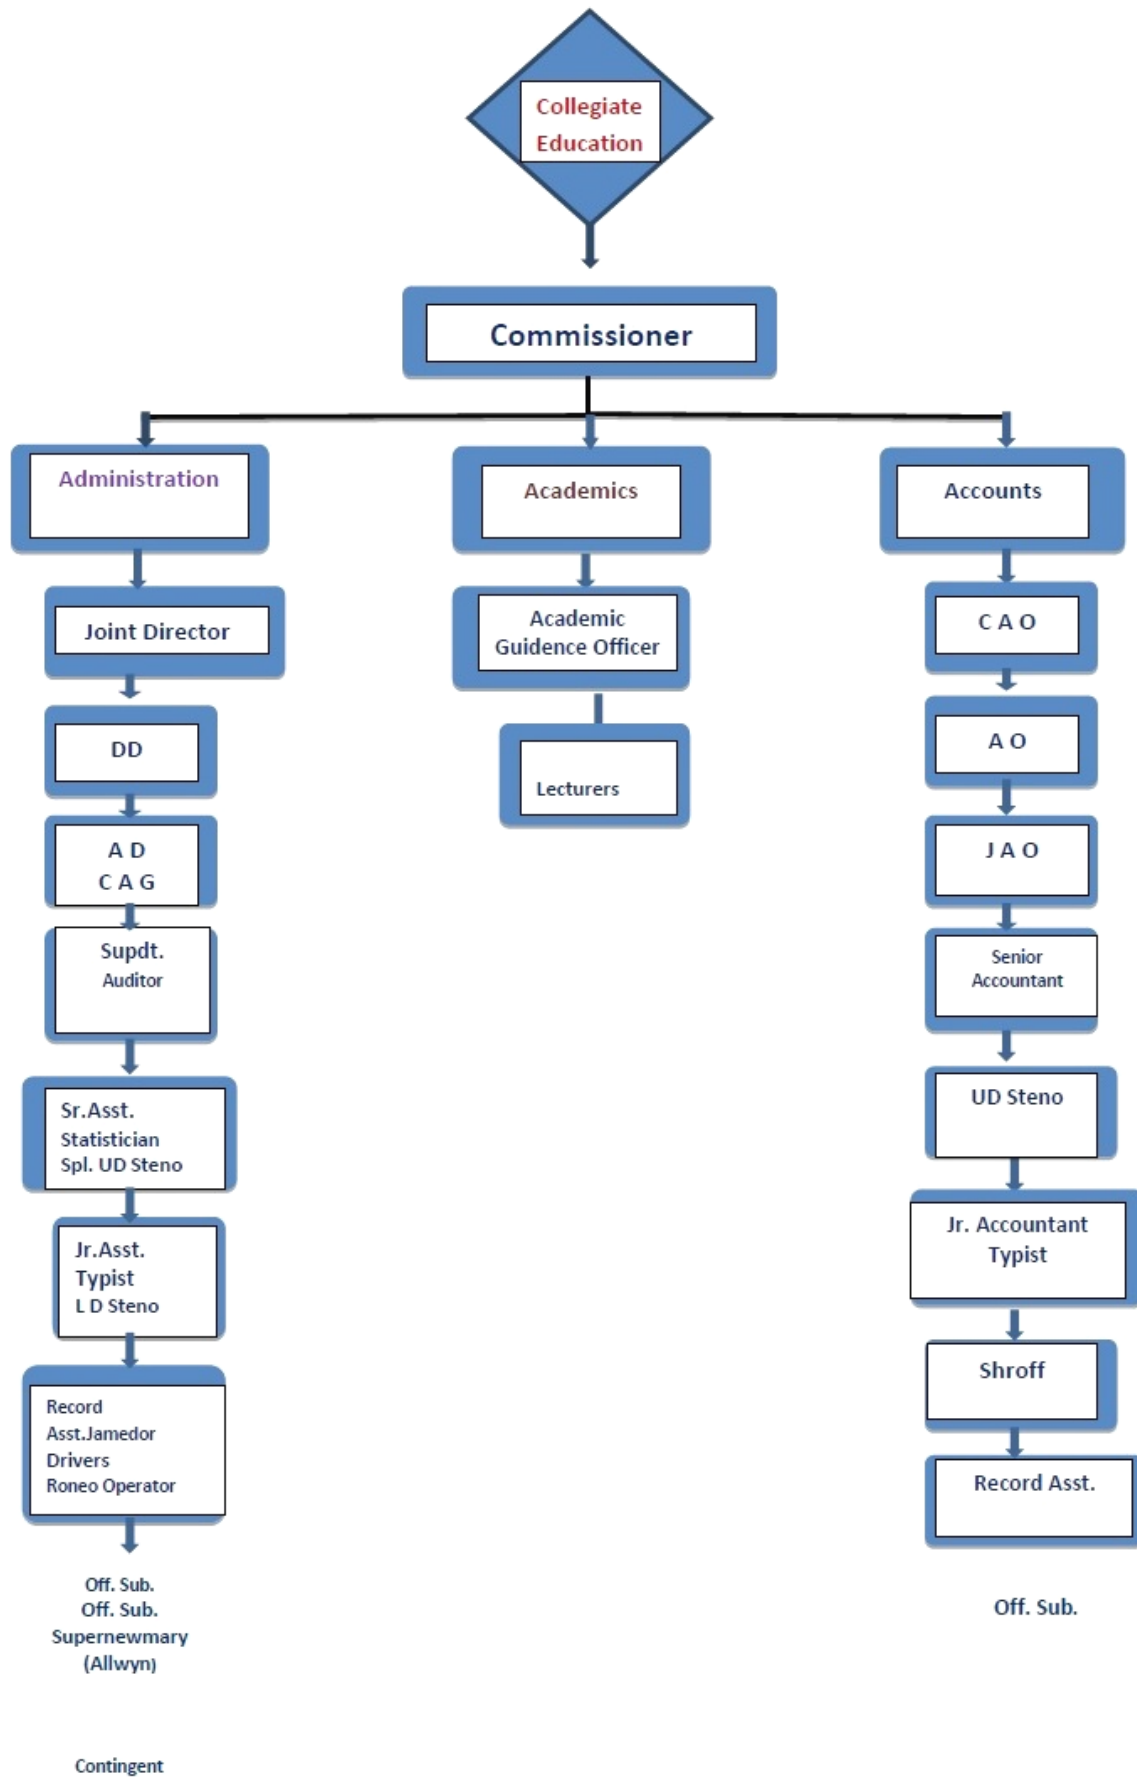 Collegiate
Education
Commissioner
Administration
Academics
Accounts
Joint Director
Academic
Guidence Officer
C A O
DD
Lecturers
A O
A D
C A G
J A O
Supdt.
Auditor
Senior
Accountant
Sr.Asst.
Statistician
Spl. UD Steno
UD Steno
Jr.Asst.
Typist
L D Steno
Jr. Accountant
Typist
Record
Asst.Jamedor
Drivers
Roneo Operator
Shroff
Record Asst.
Off. Sub.
Off. Sub.
Supernewmary
(Allwyn)
Off. Sub.
Contingent